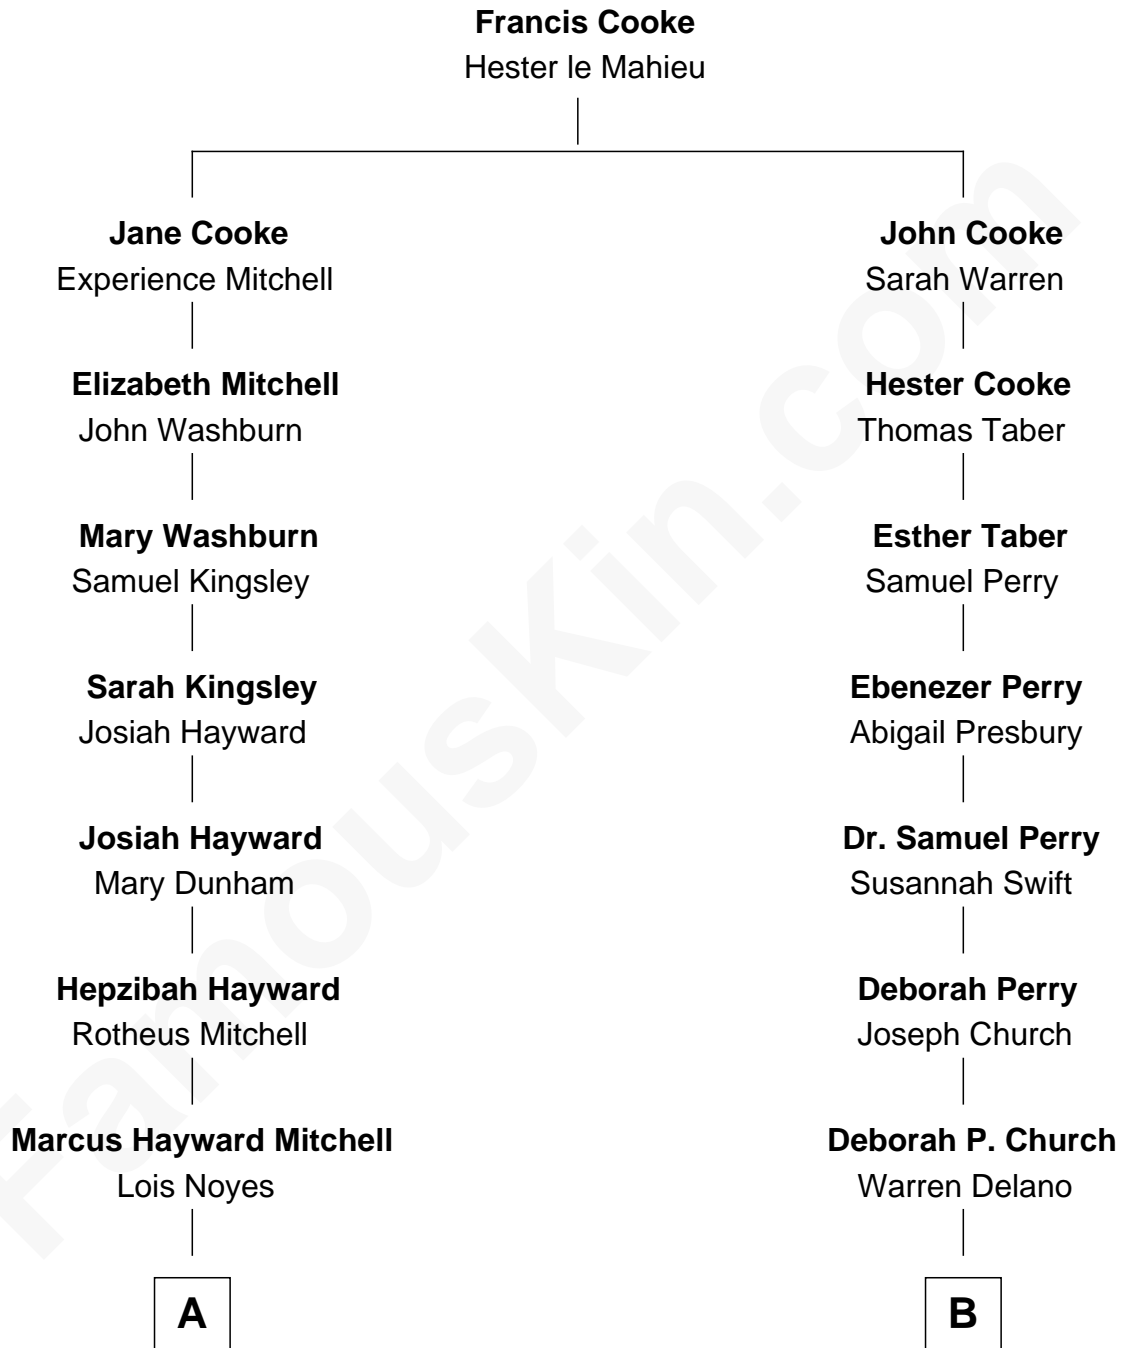 Francis Cooke
Hester le Mahieu
Jane Cooke
Experience Mitchell
John Cooke
Sarah Warren
Elizabeth Mitchell
John Washburn
Hester Cooke
Thomas Taber
Mary Washburn
Samuel Kingsley
Esther Taber
Samuel Perry
Sarah Kingsley
Josiah Hayward
Ebenezer Perry
Abigail Presbury
Josiah Hayward
Mary Dunham
Dr. Samuel Perry
Susannah Swift
Hepzibah Hayward
Rotheus Mitchell
Deborah Perry
Joseph Church
Marcus Hayward Mitchell
Lois Noyes
Deborah P. Church
Warren Delano
A
B
FamousKin.com